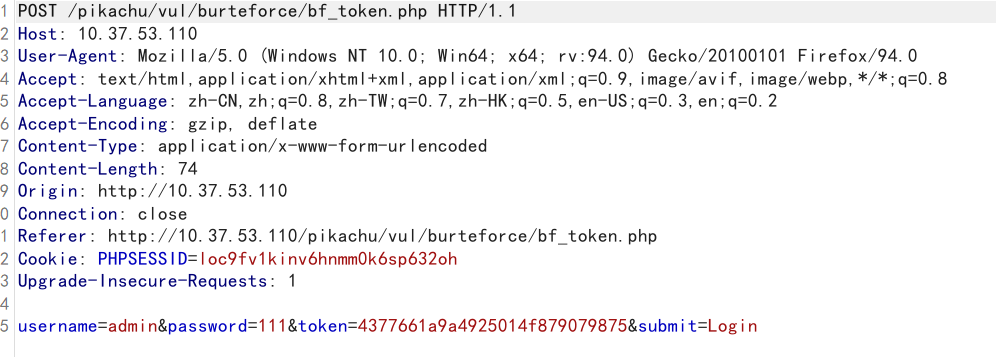 1 POST /pikachu/vul/burteforce/bf_token.php HTTP/1.1
2 Host: 10.37.53.110
3 User-Agent: Mozilla/5.0 (Windows NT 10.0; Win64; x64; rv:94.0) Gecko/20100101 Firefox/94.0
4 Accept: text/html,application/xhtml+xml,application/xml;q=0.9,image/avif,image/webp,*/*;q=0.8
5 Accept-Language: zh-CN,zh;q=0.8,zh-TW;q=0.7,zh-HK;q=0.5,en-US;q=0.3,en;q=0.2
6 Accept-Encoding: gzip, deflate
7 Content-Type: application/x-www-form-urlencoded
8 Content-Length: 74
9 Origin: http://10.37.53.110
0 Connection: close
1 Referer: http://10.37.53.110/pikachu/vul/burteforce/bf_token.php
2 Cookie: PHPSESSID=loc9fv1kinv6hnmm0k6sp632oh
3 Upgrade-Insecure-Requests: 1
4
5 username=admin&password=111&token=4377661a9a4925014f879079875&submit=Login